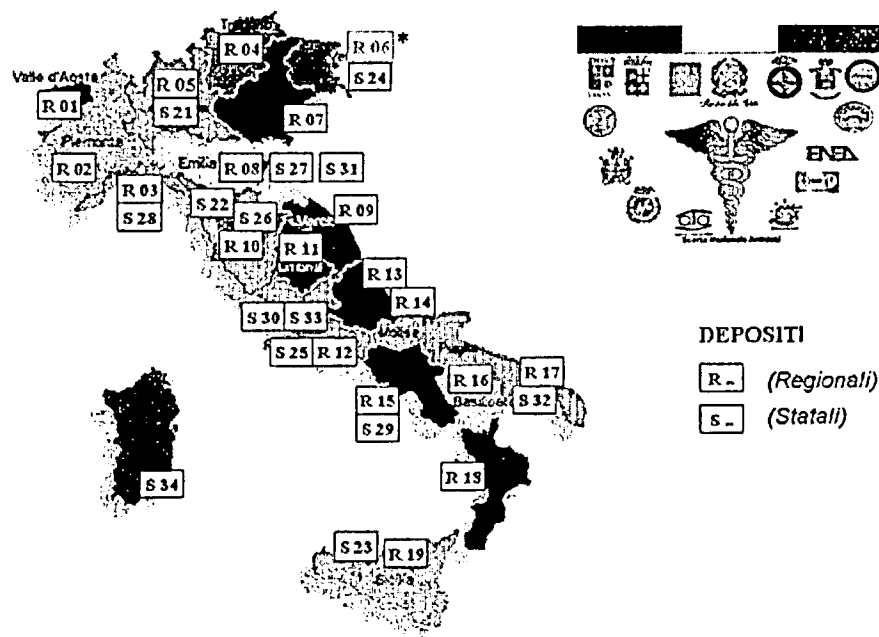 R 04
R 06 *
S 24
Valle d'Aosta
R 05
R 01
S 21
R 07
Piemonte
R 02
Emilia
R 08
S 27
S 31
R 03
S 28
S 22
S 26
R 09
R 10
R 11
R 13
R 14
S 30
S 33
S 25
R 12
R 17
R 16
R 15
S 32
S 29
S 34
R 18
S 23
R 19
ENEA
DEPOSITI
R (Regionali)
S (Statali)